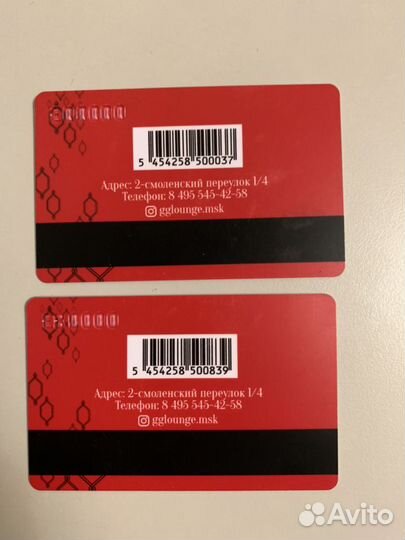 5 454258 500037
Адрес: 2-смоленский переулок 1/4
Телефон: 8 495 545-42-58
gglounge.msk
5 454258 500839
Адрес: 2-смоленский переулок 1/4
Телефон: 8 495 545-42-58
gglounge.msk
Avito